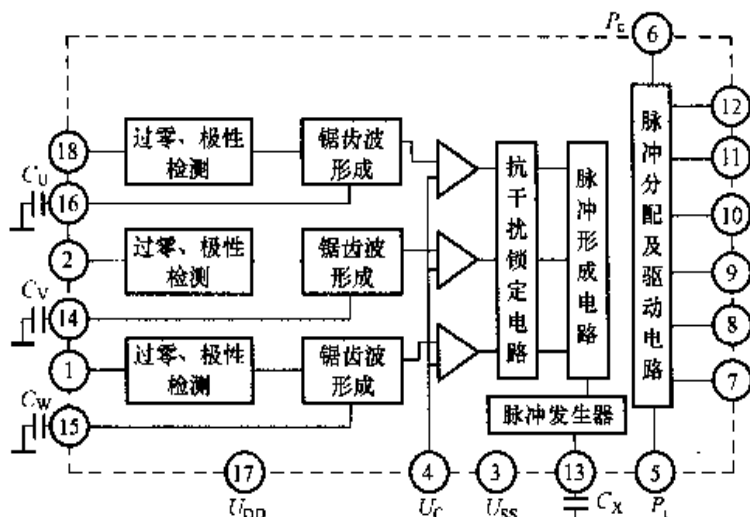 P_E
6
12
11
10
9
8
7
18
C_U
16
2
C_V
14
1
C_W
15
过零、极性
检测
锯齿波
形成
过零、极性
检测
锯齿波
形成
过零、极性
检测
锯齿波
形成
抗干扰锁定电路
脉冲形成电路
脉冲分配及驱动电路
脉冲发生器
17
4
3
13
5
U_DD
U_C
U_SS
C_X